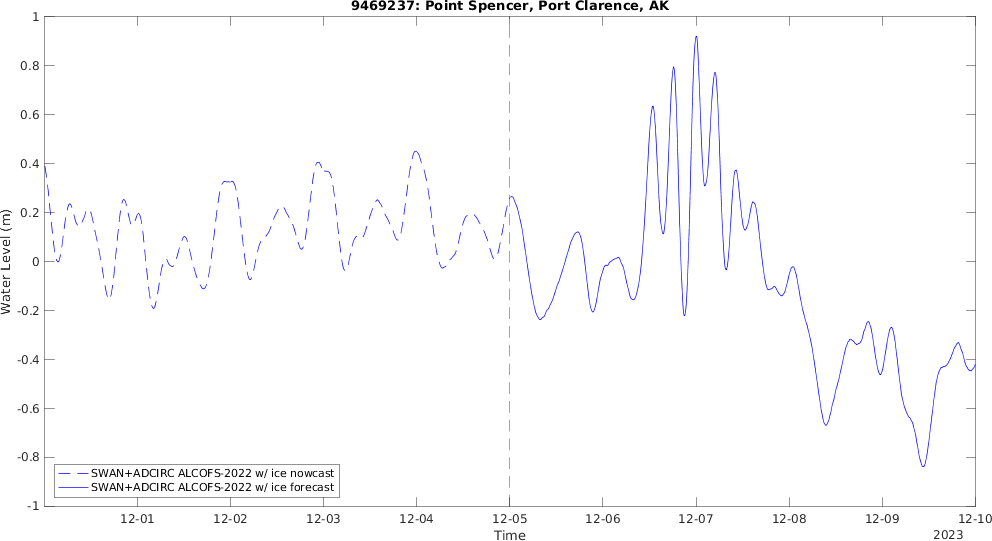 9469237: Point Spencer, Port Clarence, AK
1
0.8
0.6
0.4
0.2
0
-0.2
-0.4
-0.6
-0.8
-1
Water Level (m)
SWAN+ADCIRC ALCOFS-2022 w/ ice nowcast
SWAN+ADCIRC ALCOFS-2022 w/ ice forecast
12-01 12-02 12-03 12-04 12-05 12-06 12-07 12-08 12-09 12-10
Time
2023